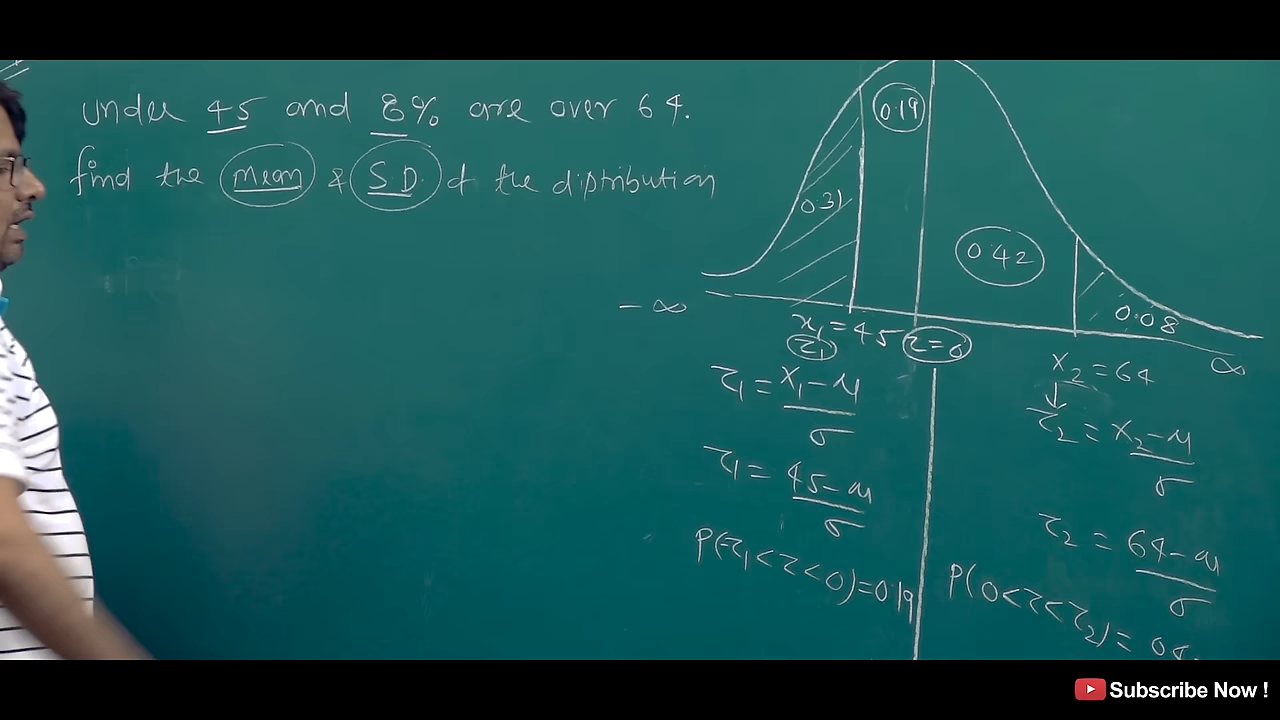 under 45 and 8% are over 64.
find the mean & S.D. of the distribution
0.19
0.31
0.42
0.08
-∞
x₁ = 45
z₁
z=0
x₂ = 64
∞
z₁ = x₁-μ
σ
z₂ = x₂-μ
σ
z₁ = 45-μ
σ
z₂ = 64-μ
σ
P(-z₁<z<0)=0.19
P(0<z<z₂)=
Subscribe Now !